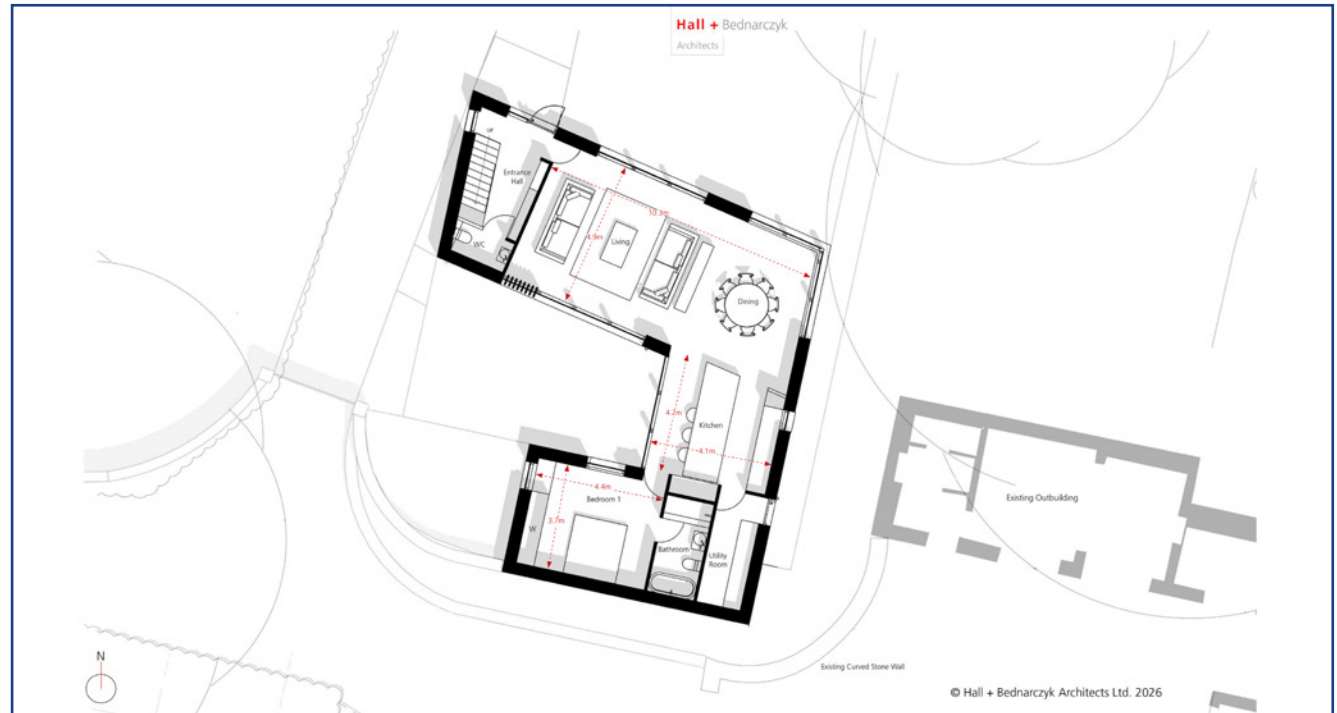 Hall + Bednarczyk
Architects
UP
Entrance
Hall
10.3m
4.9m
Living
WC
Dining
4.2m
Kitchen
4.1m
4.4m
Bedroom 1
3.7m
W
Bathroom
Utility
Room
Existing Outbuilding
N
Existing Curved Stone Wall
© Hall + Bednarczyk Architects Ltd. 2026